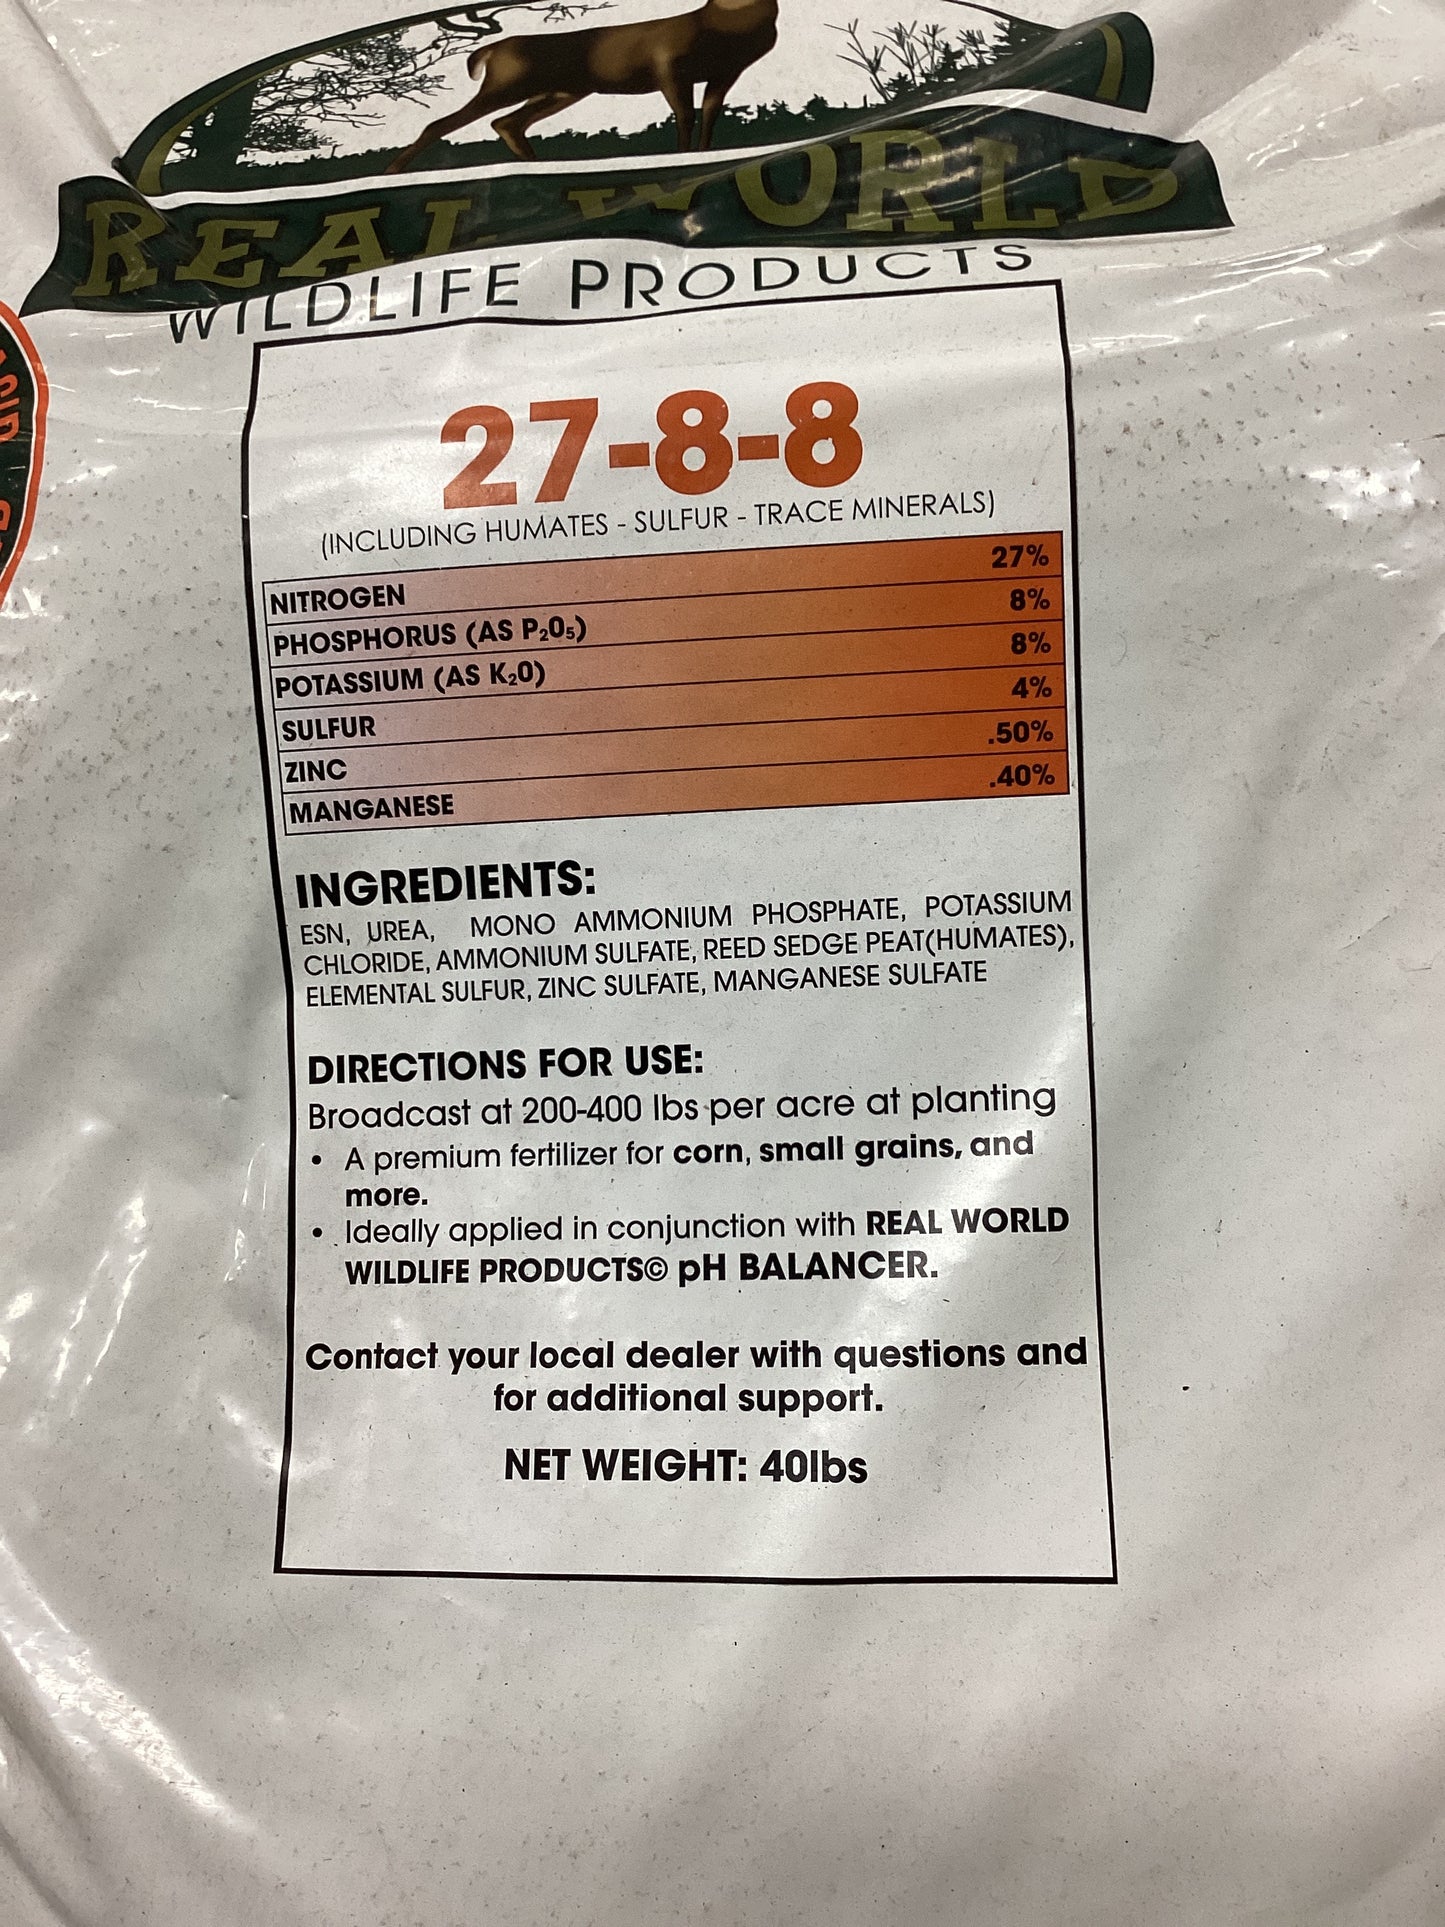 REAL WORLD
WILDLIFE PRODUCTS
27-8-8
(INCLUDING HUMATES - SULFUR - TRACE MINERALS)
NITROGEN 27%
PHOSPHORUS (AS P₂O₅) 8%
POTASSIUM (AS K₂O) 8%
SULFUR 4%
ZINC .50%
MANGANESE .40%
INGREDIENTS:
ESN, UREA, MONO AMMONIUM PHOSPHATE, POTASSIUM
CHLORIDE, AMMONIUM SULFATE, REED SEDGE PEAT(HUMATES),
ELEMENTAL SULFUR, ZINC SULFATE, MANGANESE SULFATE
DIRECTIONS FOR USE:
Broadcast at 200-400 lbs per acre at planting
• A premium fertilizer for corn, small grains, and
more.
• Ideally applied in conjunction with REAL WORLD
WILDLIFE PRODUCTS© pH BALANCER.
Contact your local dealer with questions and
for additional support.
NET WEIGHT: 40lbs